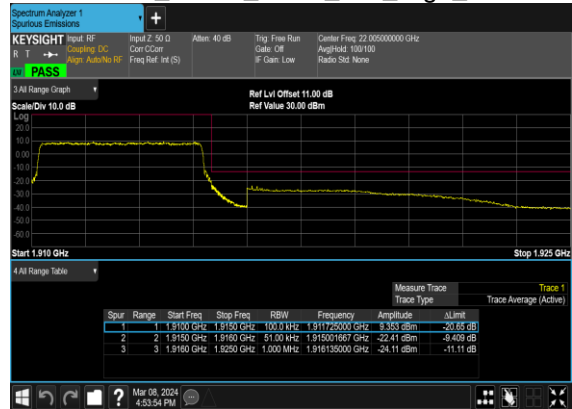 Spectrum Analyzer 1
Spurious Emissions
+
KEYSIGHT Input: RF Input Z: 50 Ω Atten: 40 dB Trig: Free Run Center Freq: 22.005000000 GHz
R T Coupling: DC Corr CCorr Gate: Off Avg|Hold: 100/100
Align: Auto/No RF Freq Ref: Int (S) IF Gain: Low Radio Std: None
PASS
3 All Range Graph
Ref Lvl Offset 11.00 dB
Scale/Div 10.0 dB Ref Value 30.00 dBm
Log
20.0
10.0
0.00
-10.0
-20.0
-30.0
-40.0
-50.0
-60.0
Start 1.910 GHz Stop 1.925 GHz
4 All Range Table
Measure Trace Trace 1
Trace Type Trace Average (Active)
Spur Range Start Freq Stop Freq RBW Frequency Amplitude ΔLimit
1 1 1.9100 GHz 1.9150 GHz 100.0 kHz 1.911725000 GHz 9.353 dBm -20.65 dB
2 2 1.9150 GHz 1.9160 GHz 51.00 kHz 1.915001667 GHz -22.41 dBm -9.409 dB
3 3 1.9160 GHz 1.9250 GHz 1.000 MHz 1.916135000 GHz -24.11 dBm -11.11 dB
? Mar 08, 2024
4:53:54 PM